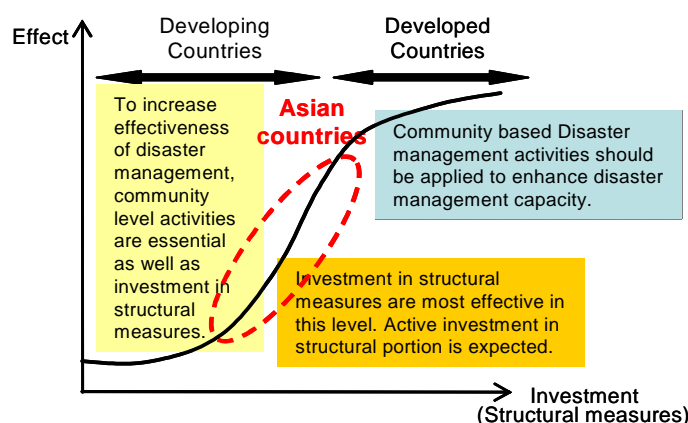 Effect
Developing
Countries
Developed
Countries
To increase
effectiveness
of disaster
management,
community
level activities
are essential
as well as
investment in
structural
measures.
Asian
countries
Community based Disaster
management activities should
be applied to enhance disaster
management capacity.
Investment in structural
measures are most effective in
this level. Active investment in
structural portion is expected.
Investment
(Structural measures)